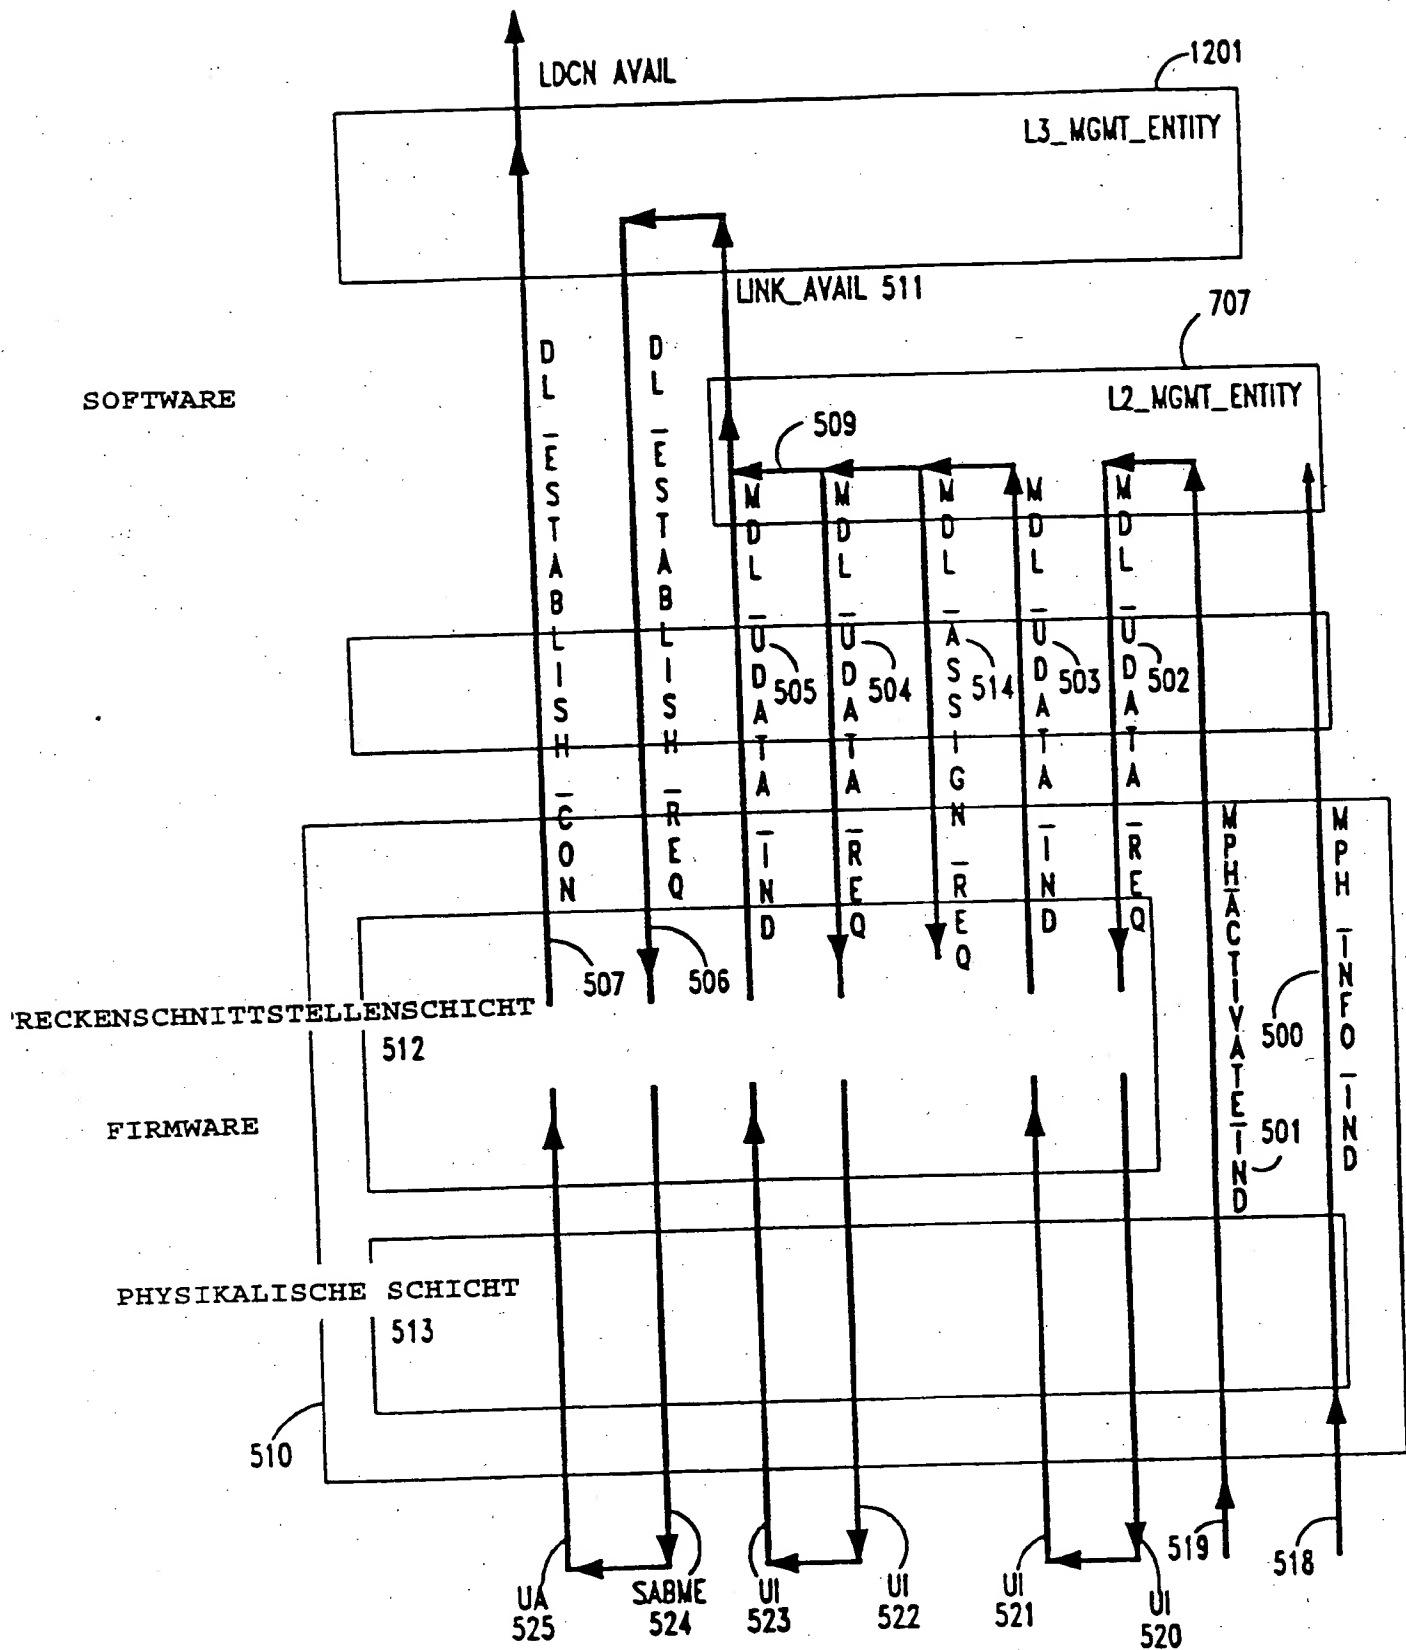 LDCN AVAIL
1201
L3_MGMT_ENTITY
LINK_AVAIL 511
707
SOFTWARE
L2_MGMT_ENTITY
509
DL_ESTABLISH_CON
DL_ESTABLISH_REQ
MDL_UDATA_IND
MDL_UDATA_REQ
MDL_ASSIGN_REQ
MDL_UDATA_IND
MDL_UDATA_REQ
505
504
514
503
502
MPH_ACTIVATE_IND
MPH_INFO_IND
507
506
RECKENSCHNITTSTELLENSCHICHT
512
500
FIRMWARE
501
PHYSIKALISCHE SCHICHT
513
510
519
518
UA
525
SABME
524
UI
523
UI
522
UI
521
UI
520